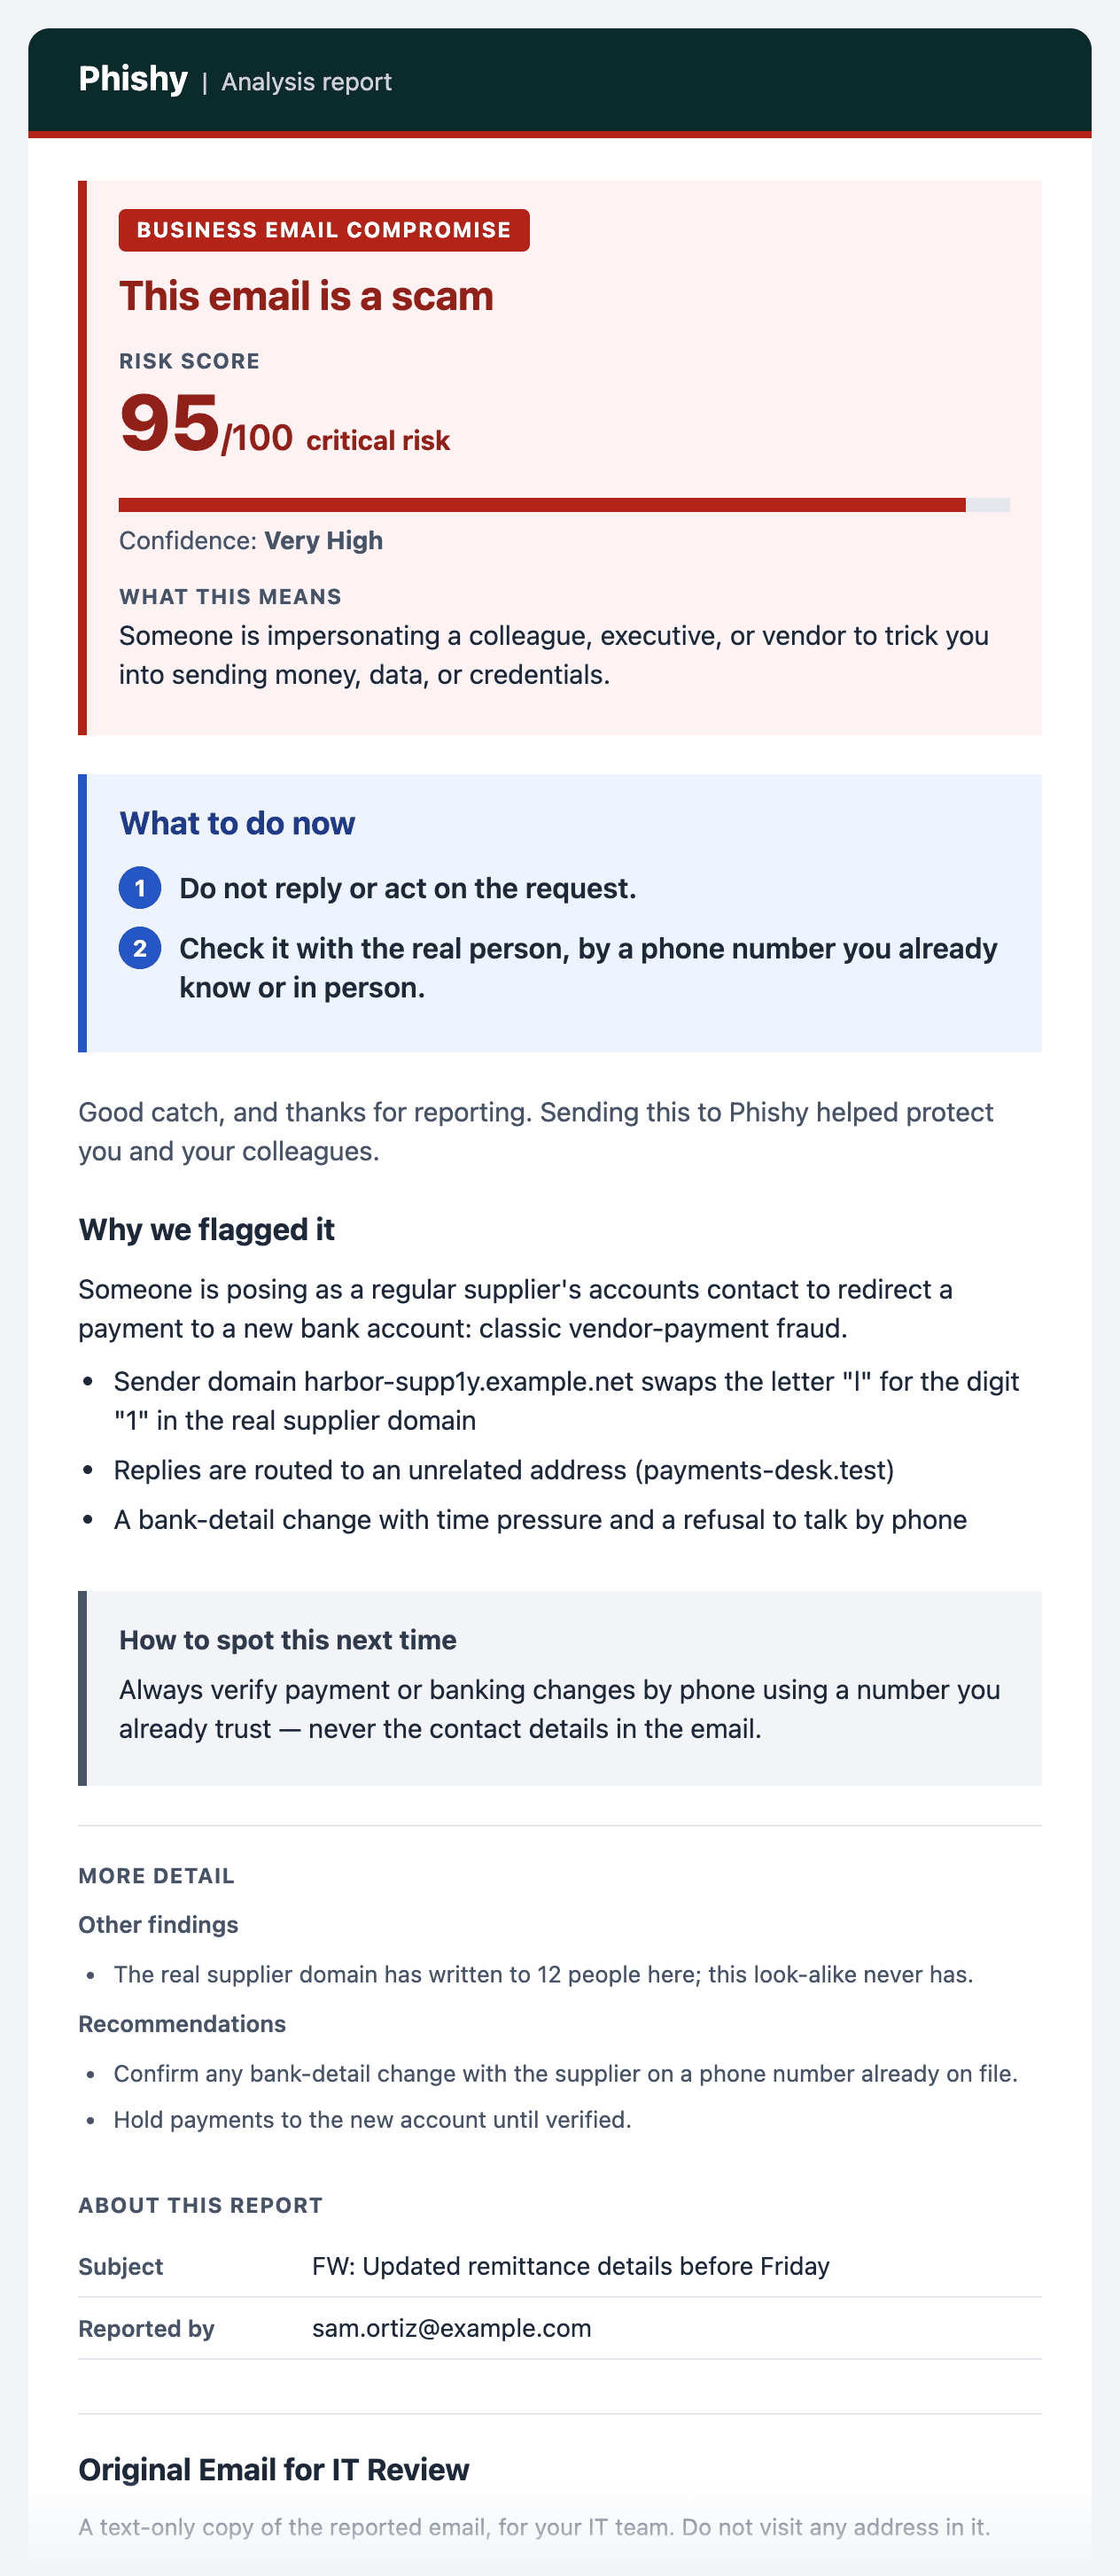 Phishy | Analysis report
BUSINESS EMAIL COMPROMISE
This email is a scam
RISK SCORE
95/100 critical risk
Confidence: Very High
WHAT THIS MEANS
Someone is impersonating a colleague, executive, or vendor to trick you
into sending money, data, or credentials.
What to do now
1 Do not reply or act on the request.
2 Check it with the real person, by a phone number you already
know or in person.
Good catch, and thanks for reporting. Sending this to Phishy helped protect
you and your colleagues.
Why we flagged it
Someone is posing as a regular supplier's accounts contact to redirect a
payment to a new bank account: classic vendor-payment fraud.
• Sender domain harbor-supp1y.example.net swaps the letter "l" for the digit
"1" in the real supplier domain
• Replies are routed to an unrelated address (payments-desk.test)
• A bank-detail change with time pressure and a refusal to talk by phone
How to spot this next time
Always verify payment or banking changes by phone using a number you
already trust — never the contact details in the email.
MORE DETAIL
Other findings
• The real supplier domain has written to 12 people here; this look-alike never has.
Recommendations
• Confirm any bank-detail change with the supplier on a phone number already on file.
• Hold payments to the new account until verified.
ABOUT THIS REPORT
Subject FW: Updated remittance details before Friday
Reported by sam.ortiz@example.com
Original Email for IT Review
A text-only copy of the reported email, for your IT team. Do not visit any address in it.